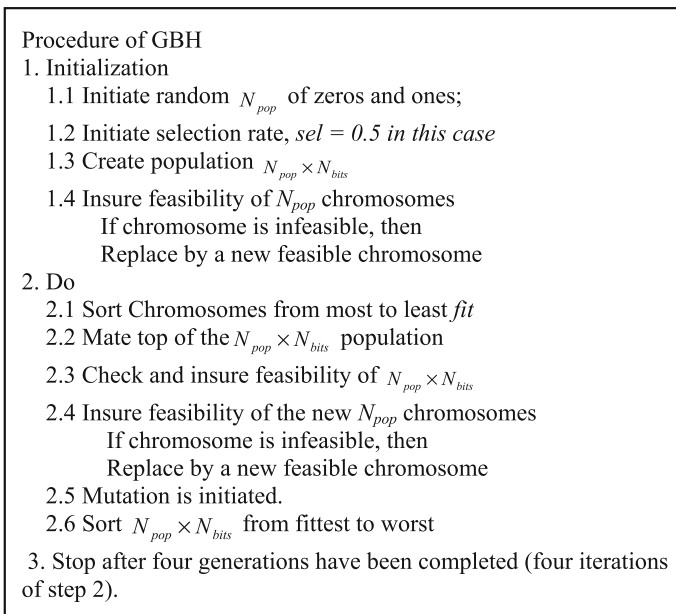 Procedure of GBH
1. Initialization
1.1 Initiate random N_pop of zeros and ones;
1.2 Initiate selection rate, sel = 0.5 in this case
1.3 Create population N_pop × N_bits
1.4 Insure feasibility of N_pop chromosomes
If chromosome is infeasible, then
Replace by a new feasible chromosome
2. Do
2.1 Sort Chromosomes from most to least fit
2.2 Mate top of the N_pop × N_bits population
2.3 Check and insure feasibility of N_pop × N_bits
2.4 Insure feasibility of the new N_pop chromosomes
If chromosome is infeasible, then
Replace by a new feasible chromosome
2.5 Mutation is initiated.
2.6 Sort N_pop × N_bits from fittest to worst
3. Stop after four generations have been completed (four iterations
of step 2).